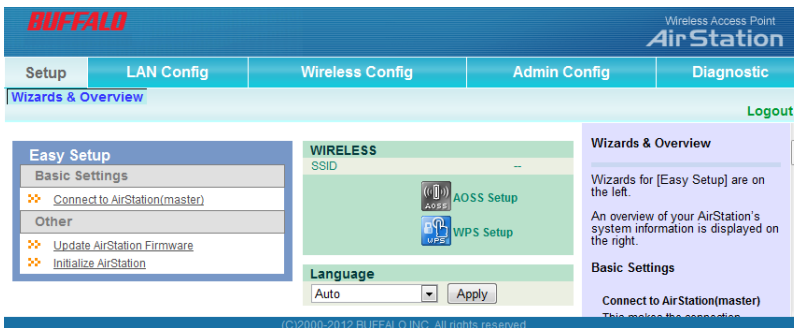 BUFFALO
Wireless Access Point
AirStation
Setup
LAN Config
Wireless Config
Admin Config
Diagnostic
Wizards & Overview
Logout
Easy Setup
Basic Settings
Connect to AirStation(master)
Other
Update AirStation Firmware
Initialize AirStation
WIRELESS
SSID --
AOSS
AOSS Setup
WPS
WPS Setup
Language
Auto
Apply
Wizards & Overview
Wizards for [Easy Setup] are on
the left.
An overview of your AirStation's
system information is displayed on
the right.
Basic Settings
Connect to AirStation(master)
This makes the connection
(C)2000-2012 BUFFALO INC. All rights reserved.